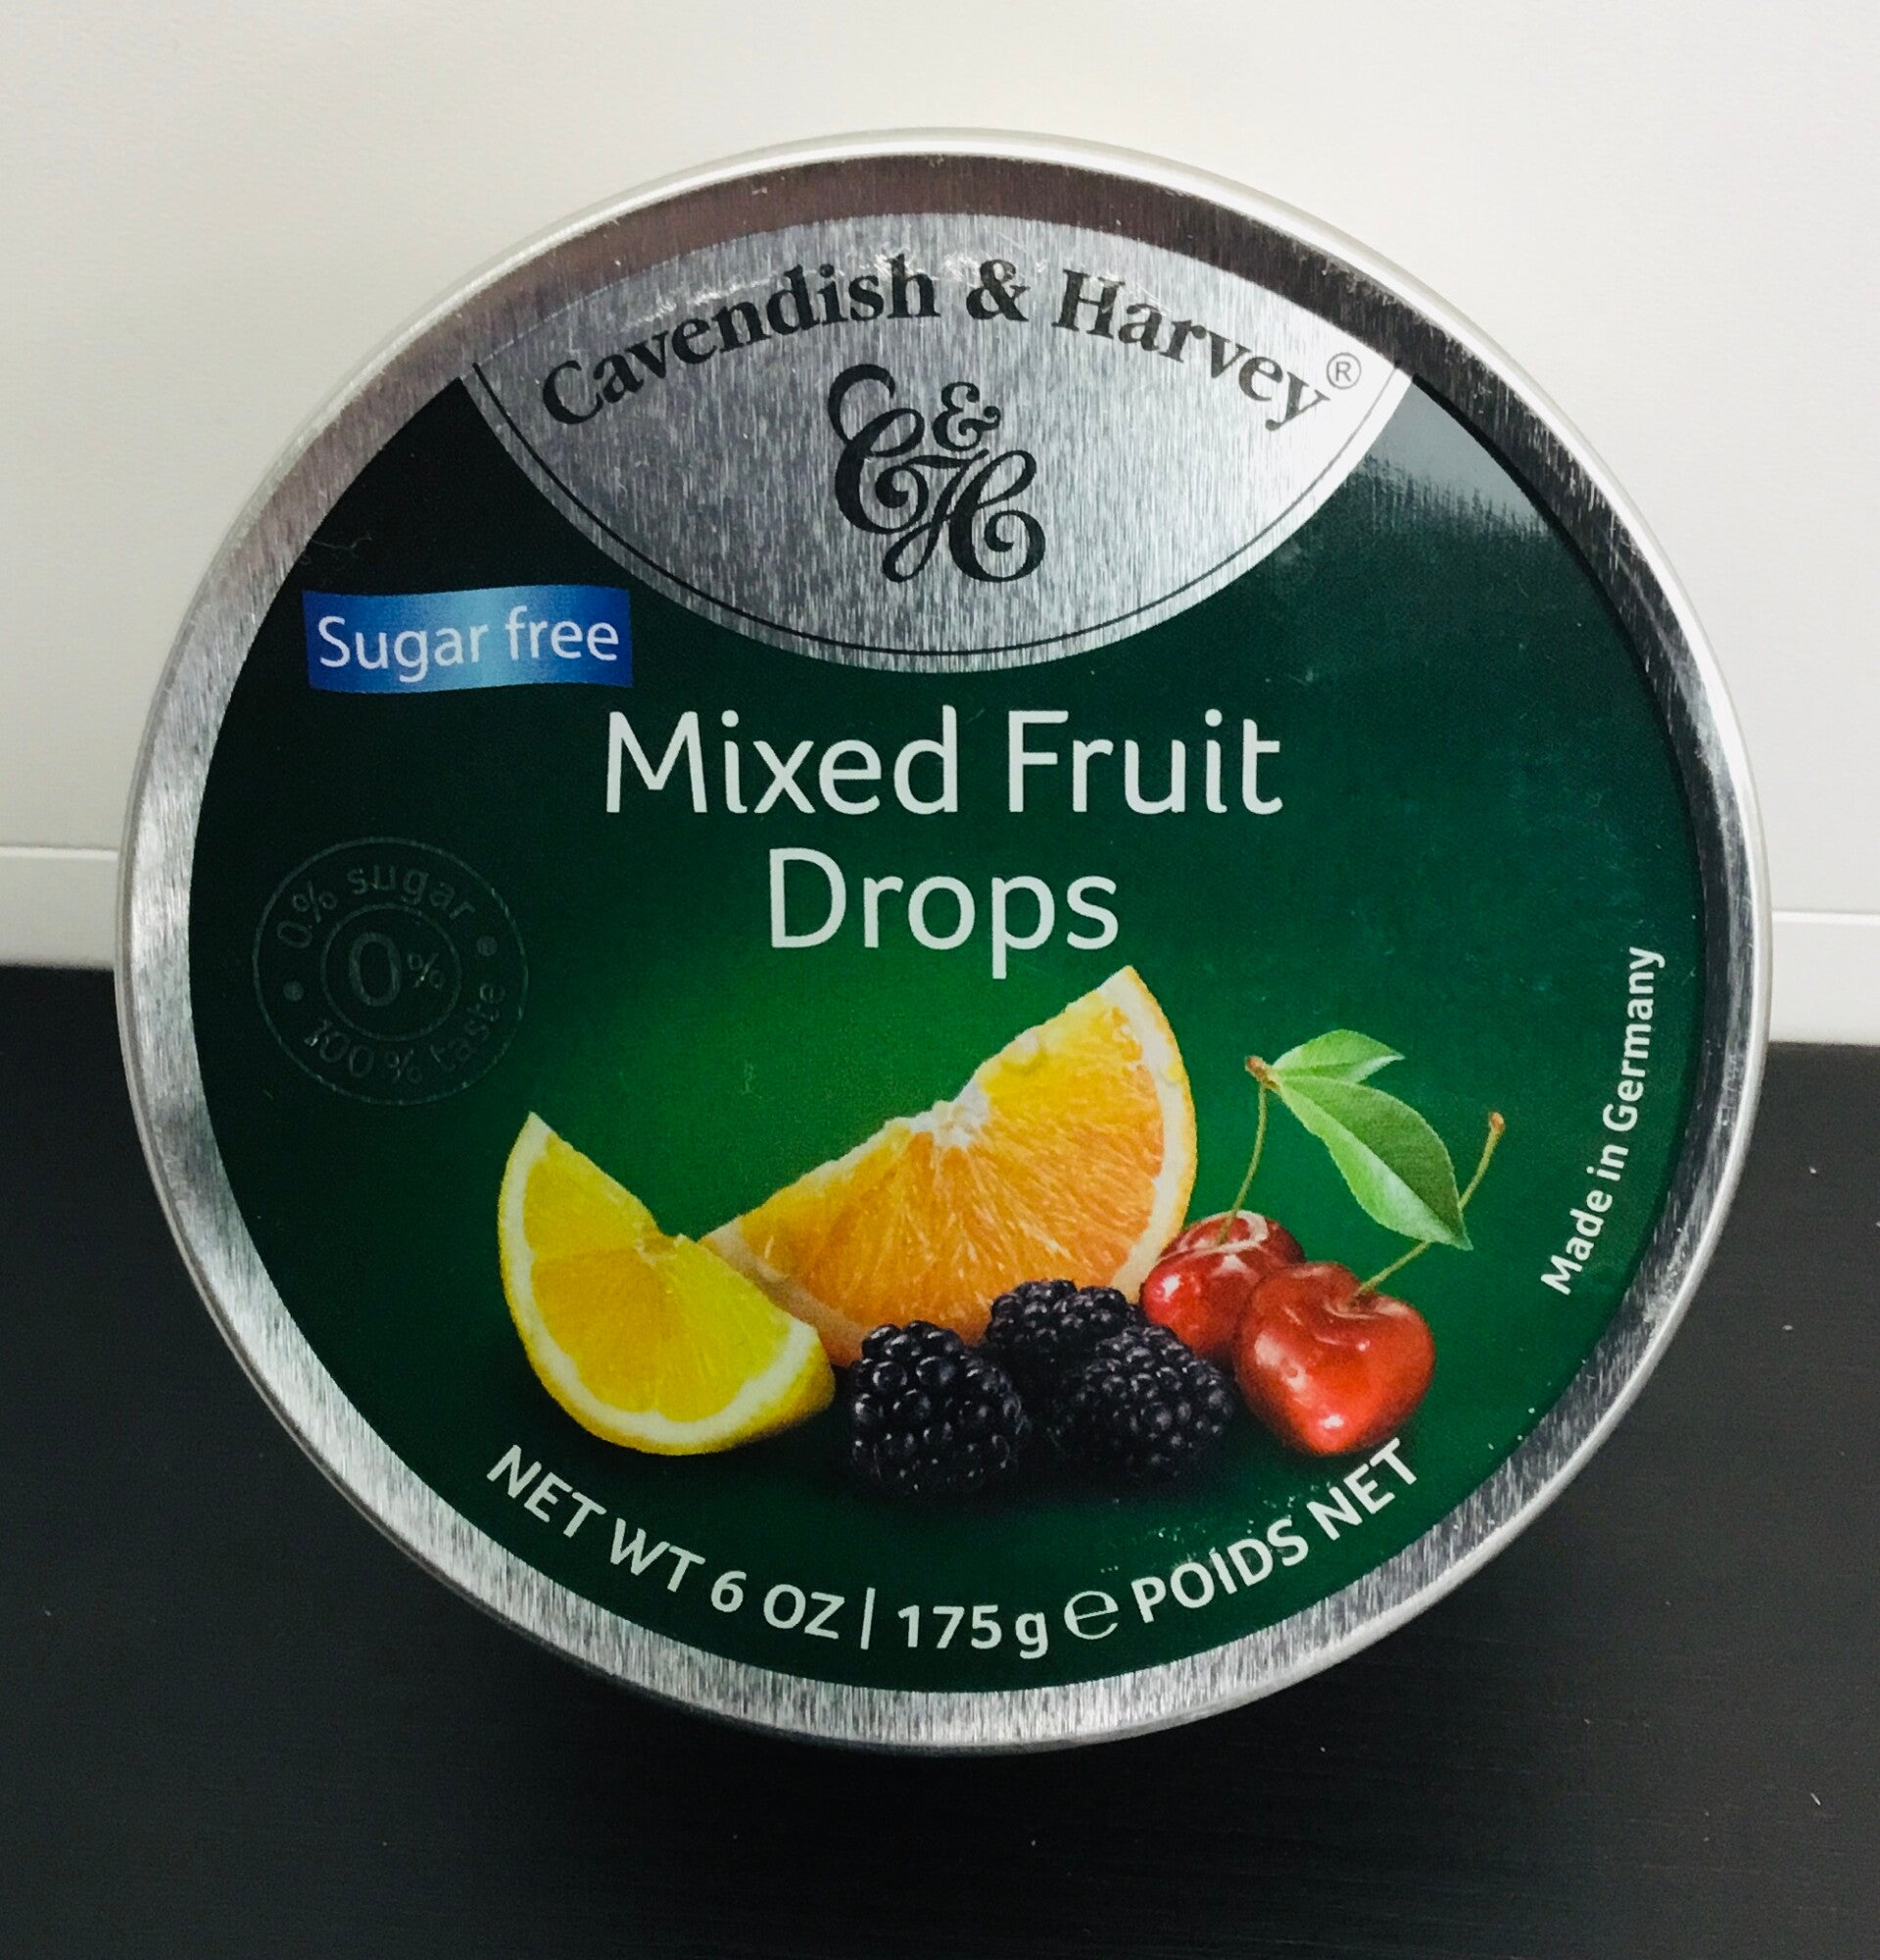 Cavendish & Harvey®
C&H
Sugar free
Mixed Fruit
Drops
0% sugar
0%
100% taste
Made in Germany
NET WT 6 OZ | 175 g ℮ POIDS NET